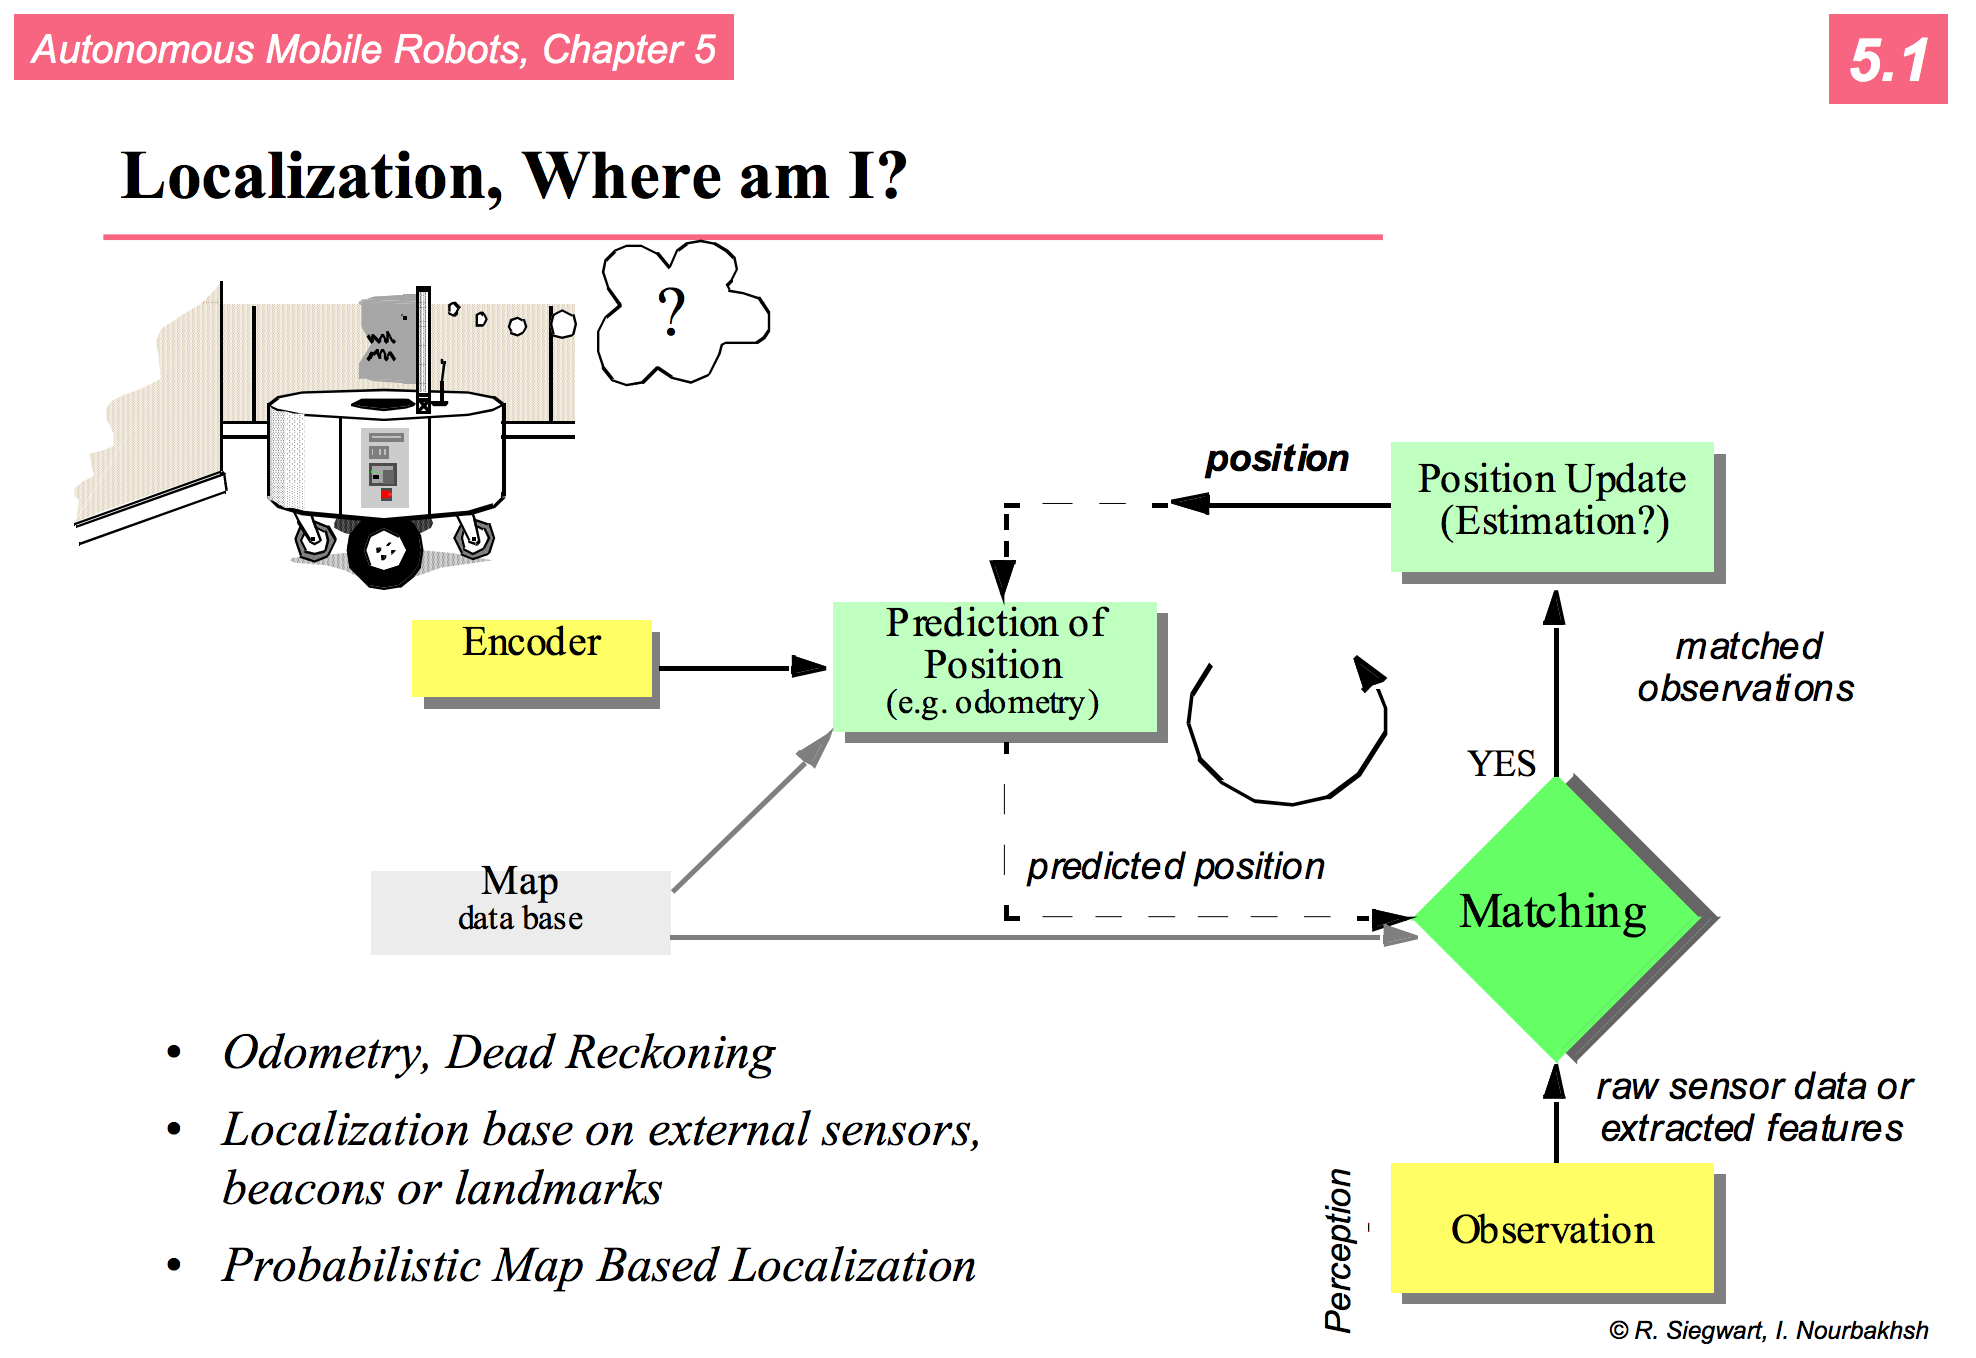 Autonomous Mobile Robots, Chapter 5
5.1
Localization, Where am I?
?
position
Position Update
(Estimation?)
Encoder
Prediction of
Position
(e.g. odometry)
matched
observations
YES
predicted position
Map
data base
Matching
• Odometry, Dead Reckoning
• Localization base on external sensors,
beacons or landmarks
• Probabilistic Map Based Localization
raw sensor data or
extracted features
Perception
Observation
© R. Siegwart, I. Nourbakhsh